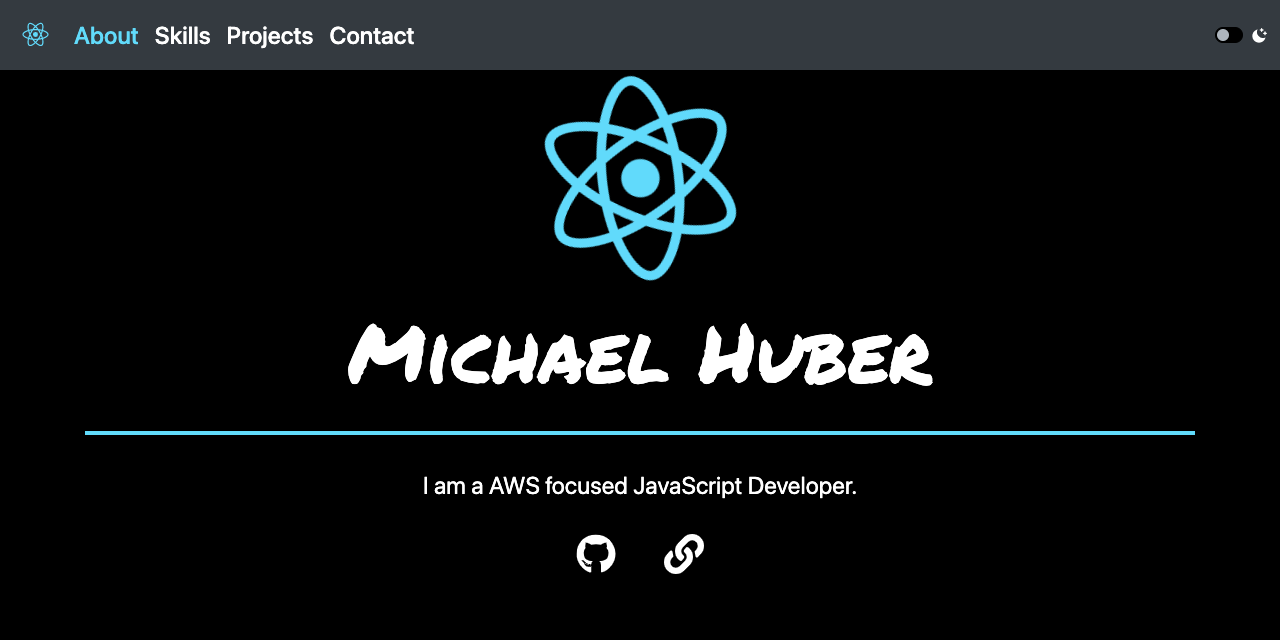 About Skills Projects Contact
Michael Huber
I am a AWS focused JavaScript Developer.